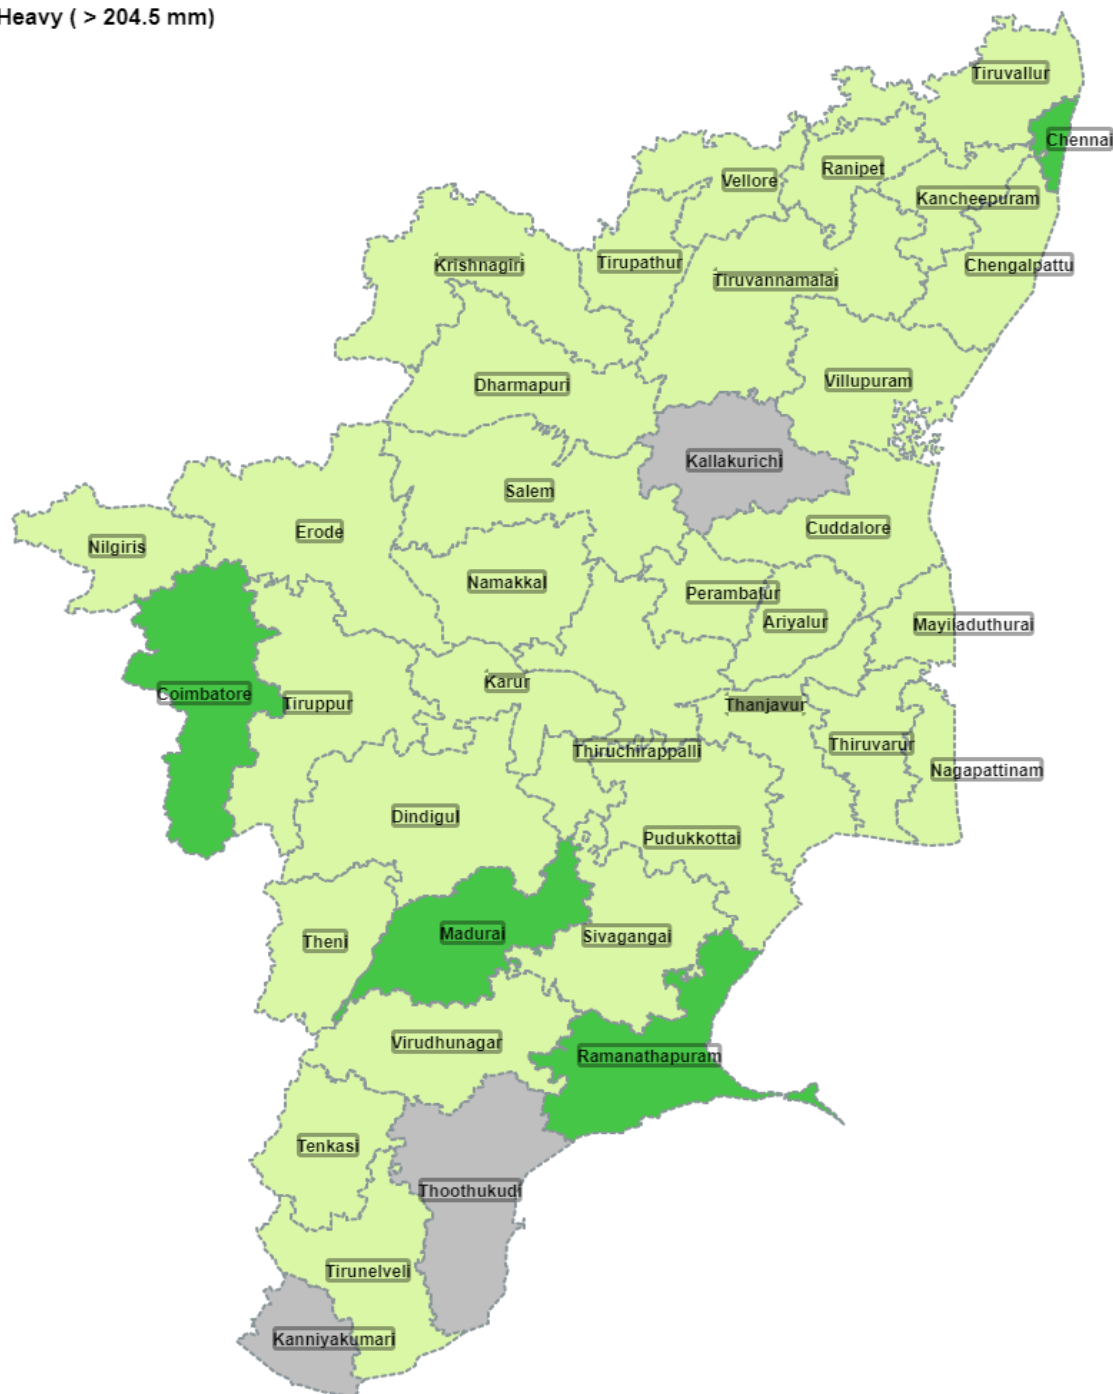 Heavy ( > 204.5 mm)
Tiruvallur
Chennai
Ranipet
Vellore
Kancheepuram
Tirupathur
Krishnagiri
Chengalpattu
Tiruvannamalai
Villupuram
Dharmapuri
Kallakurichi
Salem
Cuddalore
Erode
Nilgiris
Namakkal
Perambalur
Ariyalur
Mayiladuthurai
Karur
Coimbatore
Tiruppur
Thanjavur
Thiruvarur
Thiruchirappalli
Nagapattinam
Dindigul
Pudukkottai
Madurai
Sivagangai
Theni
Virudhunagar
Ramanathapuram
Tenkasi
Thoothukudi
Tirunelveli
Kanniyakumari